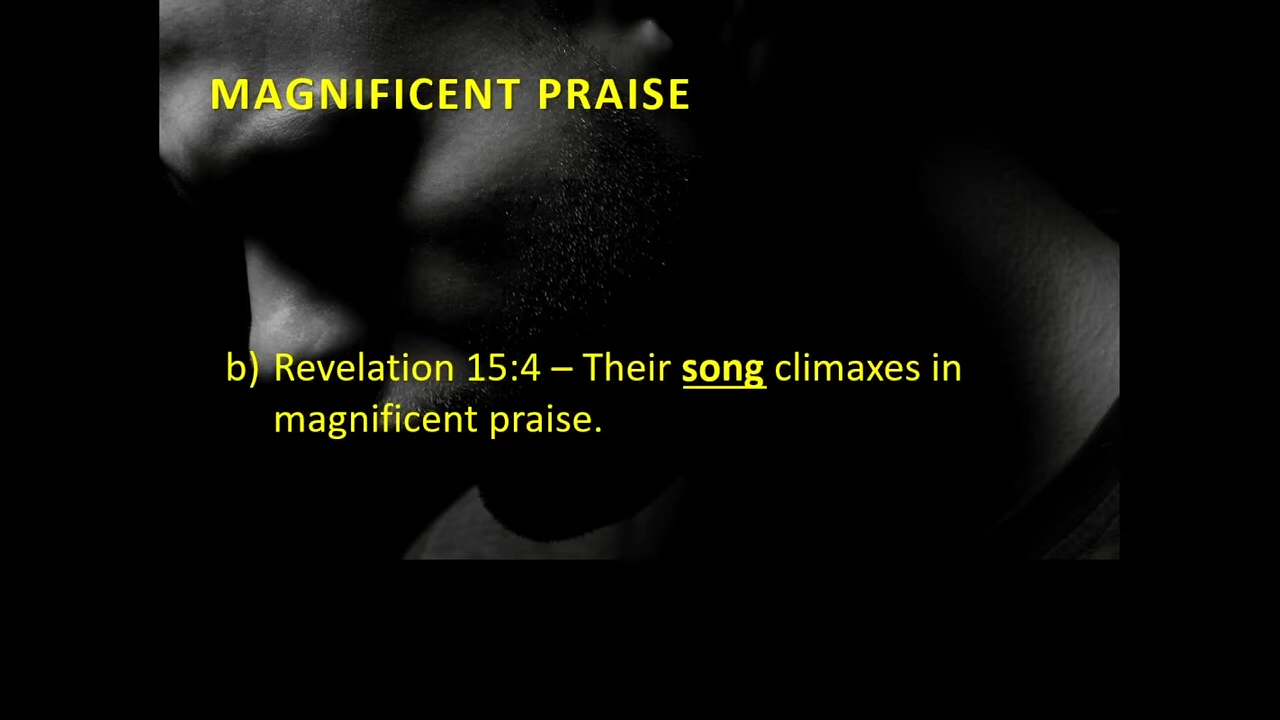 MAGNIFICENT PRAISE
b) Revelation 15:4 – Their song climaxes in
magnificent praise.